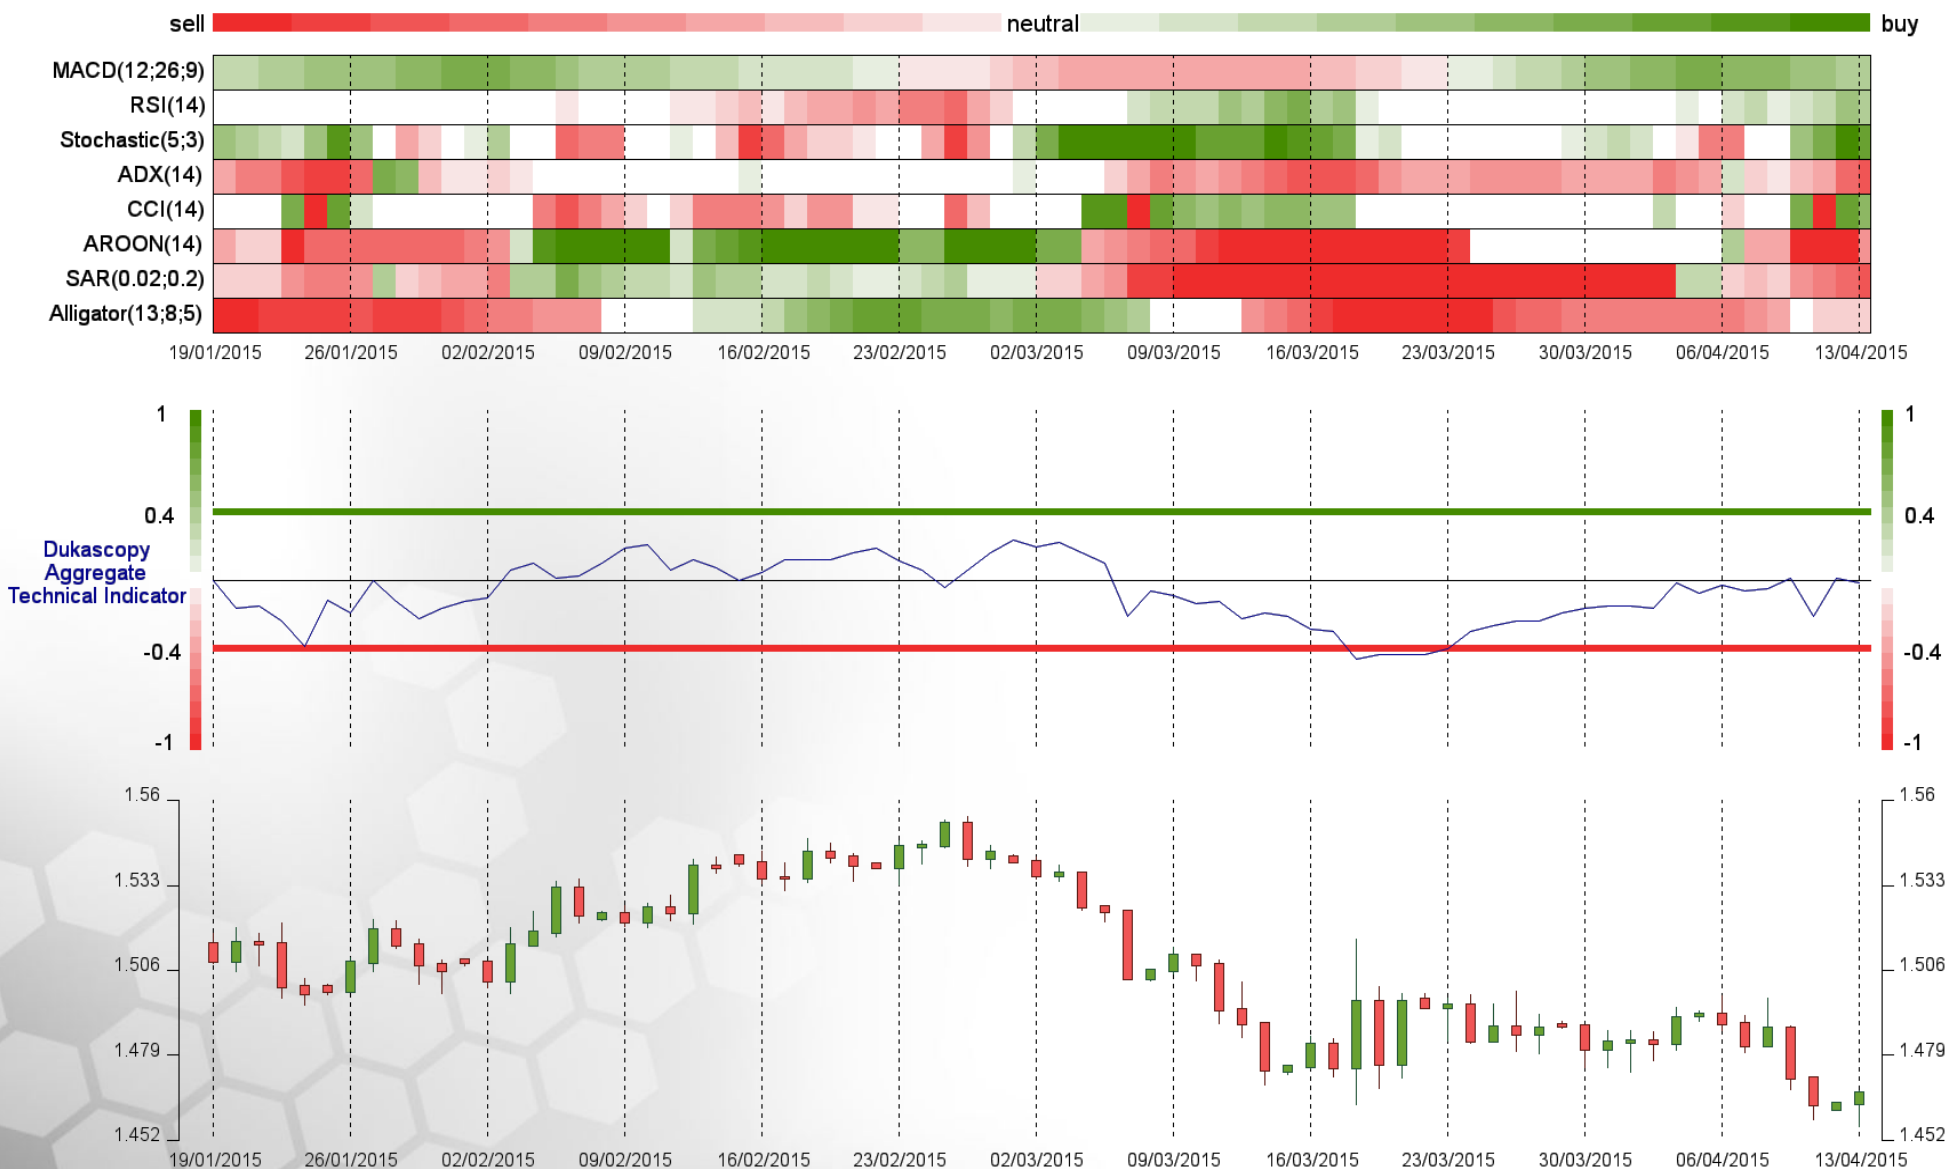 sell neutral buy
MACD(12;26;9)
RSI(14)
Stochastic(5;3)
ADX(14)
CCI(14)
AROON(14)
SAR(0.02;0.2)
Alligator(13;8;5)
19/01/2015 26/01/2015 02/02/2015 09/02/2015 16/02/2015 23/02/2015 02/03/2015 09/03/2015 16/03/2015 23/03/2015 30/03/2015 06/04/2015 13/04/2015
1 1
0.4 0.4
Dukascopy
Aggregate
Technical Indicator
-0.4 -0.4
-1 -1
1.56 1.56
1.533 1.533
1.506 1.506
1.479 1.479
1.452 1.452
19/01/2015 26/01/2015 02/02/2015 09/02/2015 16/02/2015 23/02/2015 02/03/2015 09/03/2015 16/03/2015 23/03/2015 30/03/2015 06/04/2015 13/04/2015